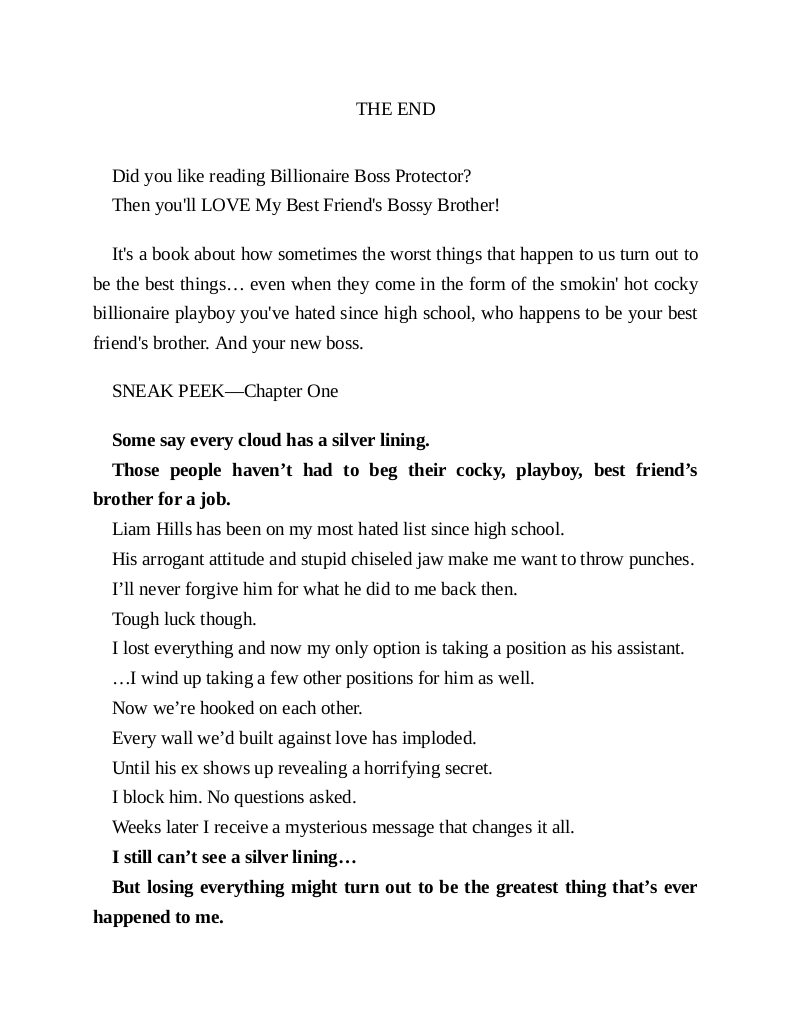 THE END
Did you like reading Billionaire Boss Protector?
Then you'll LOVE My Best Friend's Bossy Brother!
It's a book about how sometimes the worst things that happen to us turn out to
be the best things… even when they come in the form of the smokin' hot cocky
billionaire playboy you've hated since high school, who happens to be your best
friend's brother. And your new boss.
SNEAK PEEK—Chapter One
Some say every cloud has a silver lining.
Those people haven’t had to beg their cocky, playboy, best friend’s
brother for a job.
Liam Hills has been on my most hated list since high school.
His arrogant attitude and stupid chiseled jaw make me want to throw punches.
I’ll never forgive him for what he did to me back then.
Tough luck though.
I lost everything and now my only option is taking a position as his assistant.
…I wind up taking a few other positions for him as well.
Now we’re hooked on each other.
Every wall we’d built against love has imploded.
Until his ex shows up revealing a horrifying secret.
I block him. No questions asked.
Weeks later I receive a mysterious message that changes it all.
I still can’t see a silver lining…
But losing everything might turn out to be the greatest thing that’s ever
happened to me.